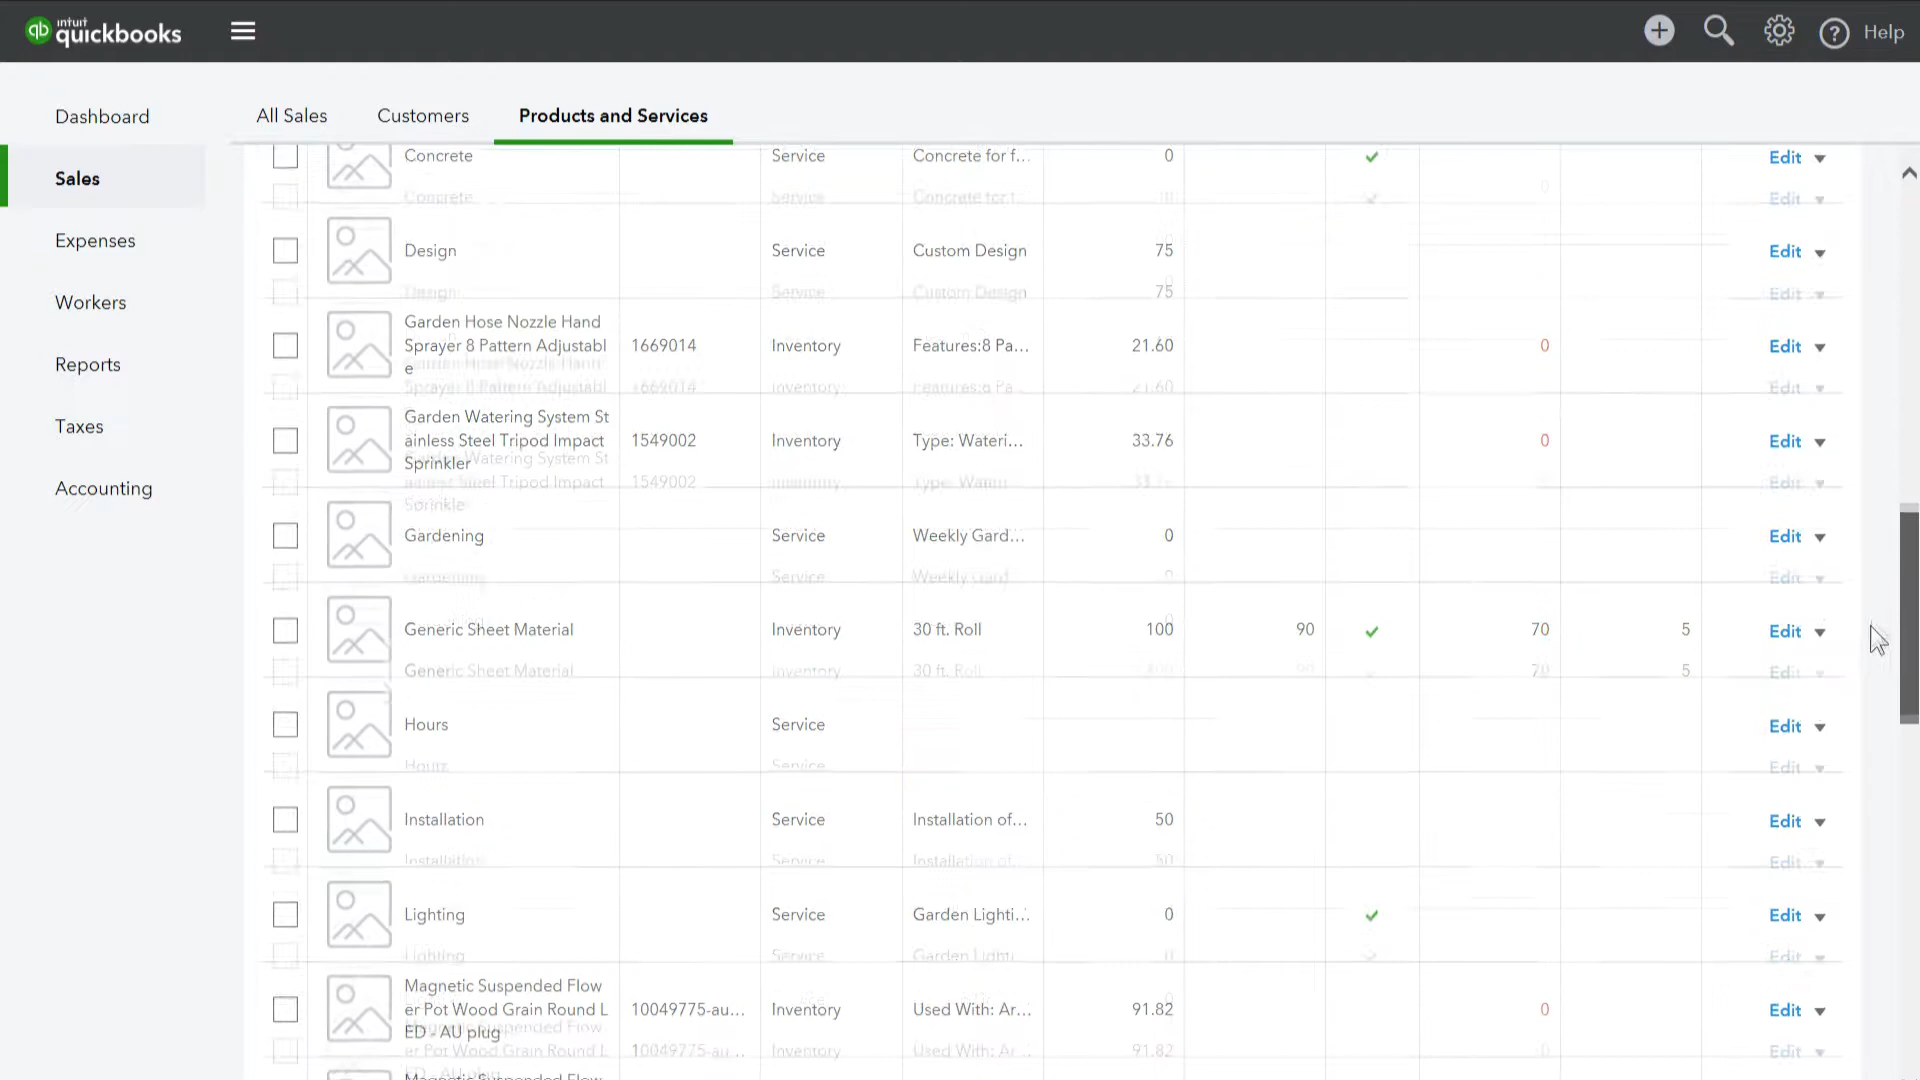 intuit
quickbooks
Help
Dashboard
Sales
Expenses
Workers
Reports
Taxes
Accounting
All Sales Customers Products and Services
Concrete Service Concrete for f... 0 Edit
Design Service Custom Design 75 Edit
Garden Hose Nozzle Hand
Sprayer 8 Pattern Adjustabl 1669014 Inventory Features:8 Pa... 21.60 0 Edit
e
Garden Watering System St
ainless Steel Tripod Impact 1549002 Inventory Type: Wateri... 33.76 0 Edit
Sprinkler
Gardening Service Weekly Gard... 0 Edit
Generic Sheet Material Inventory 30 ft. Roll 100 90 70 5 Edit
Hours Service Edit
Installation Service Installation of... 50 Edit
Lighting Service Garden Lighti... 0 Edit
Magnetic Suspended Flow
er Pot Wood Grain Round L 10049775-au... Inventory Used With: Ar... 91.82 0 Edit
ED - AU plug
Magnetic Suspended Flow